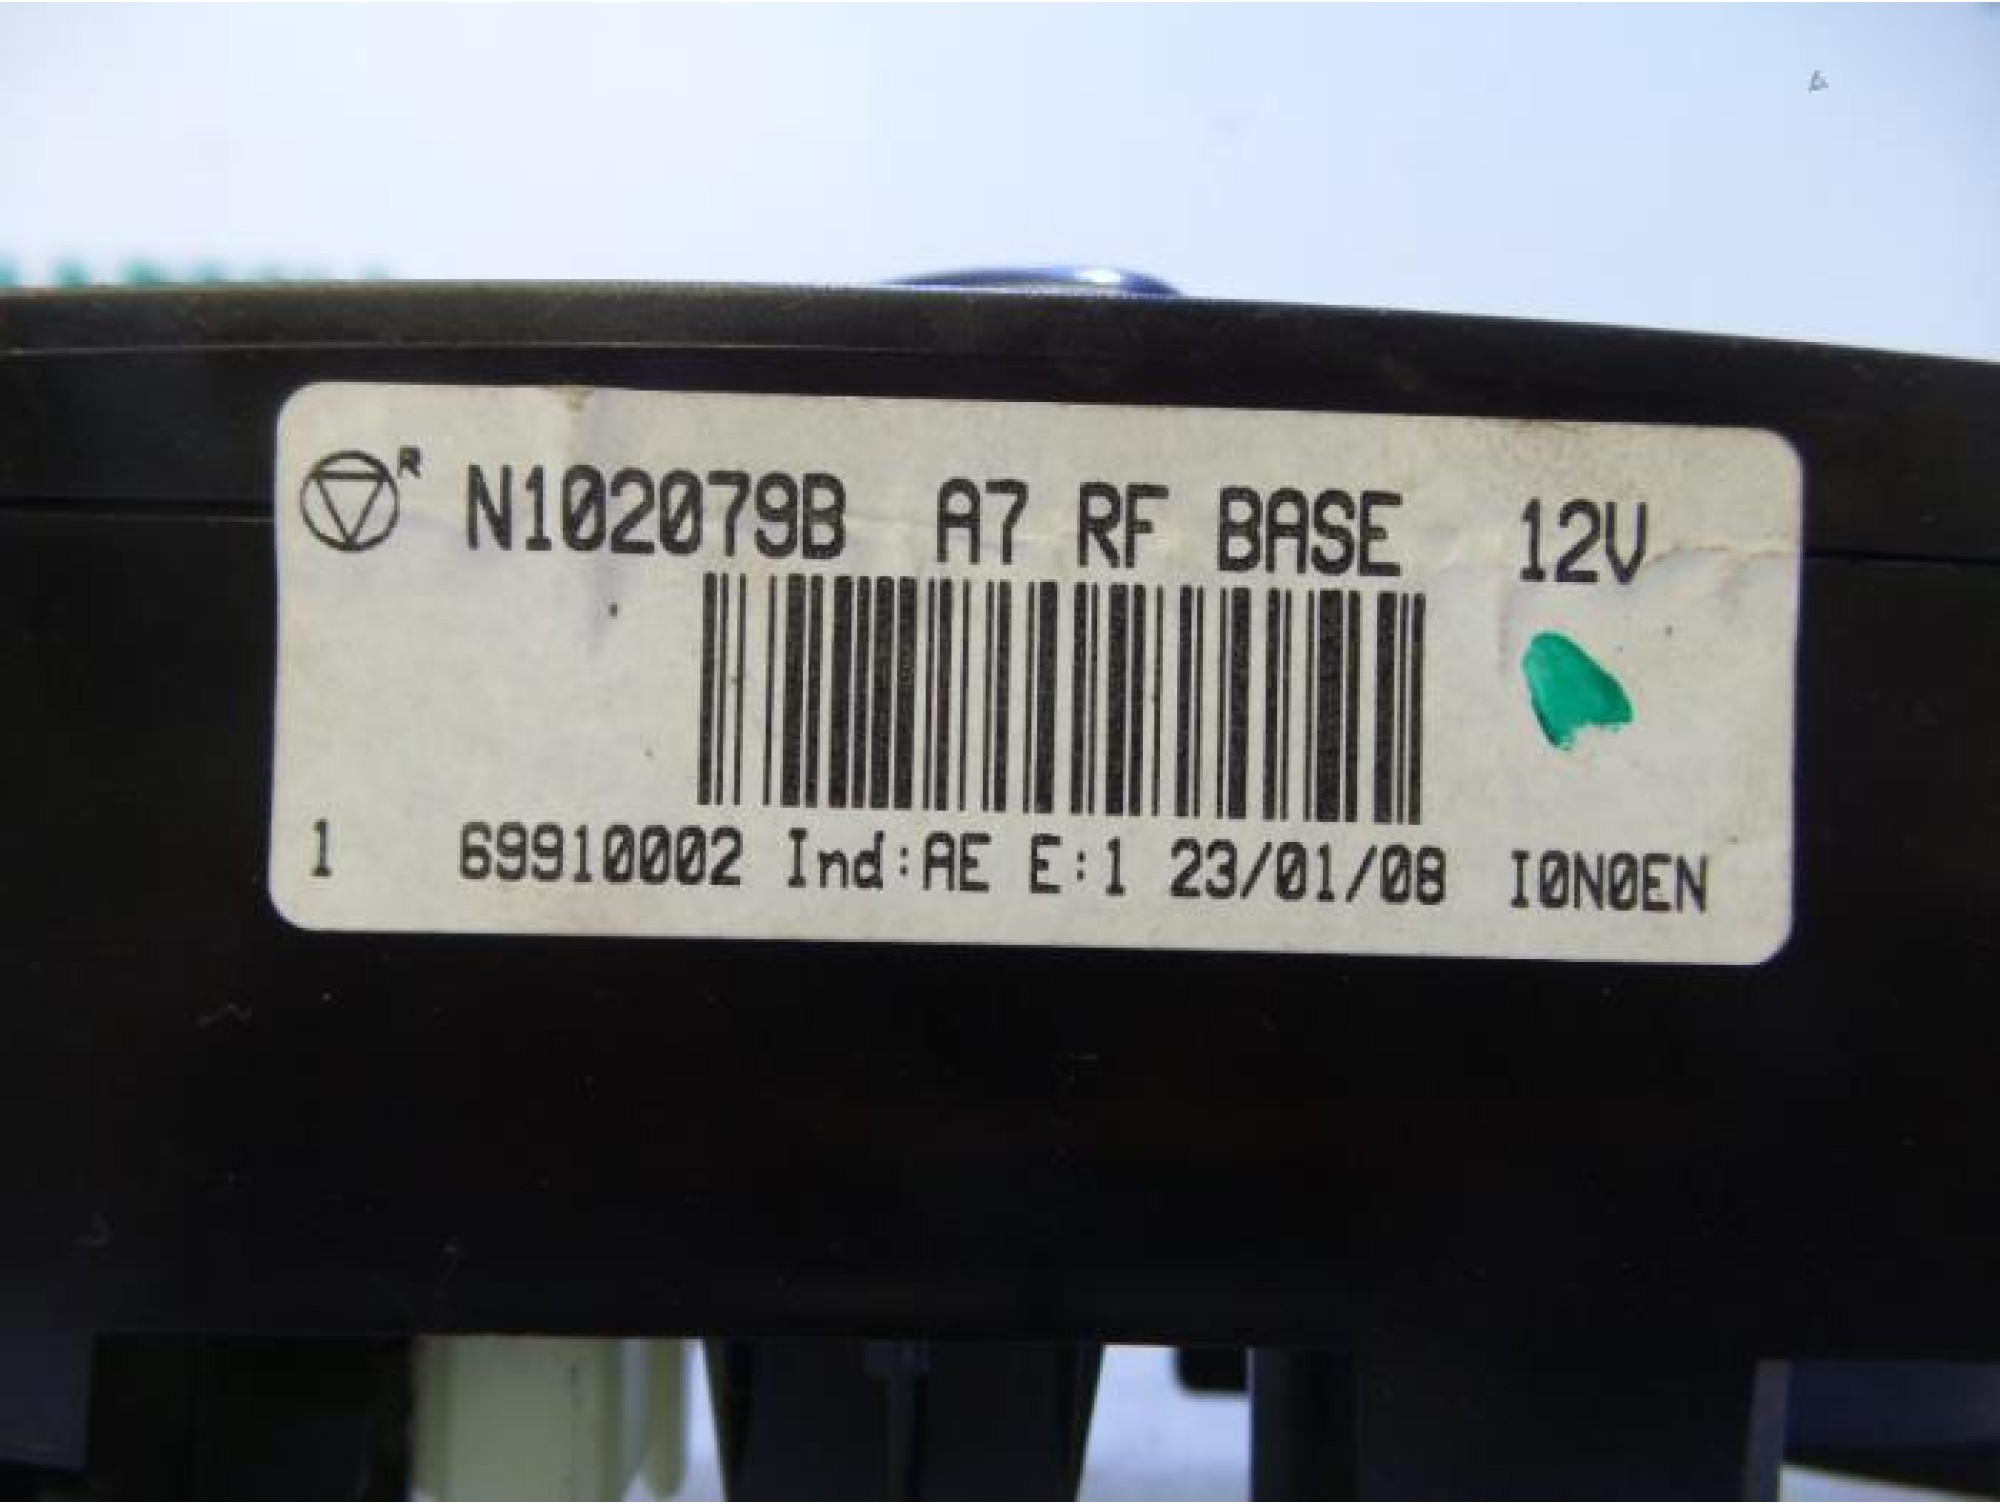 R N102079B A7 RF BASE 12V
1 69910002 Ind:AE E:1 23/01/08 I0N0EN